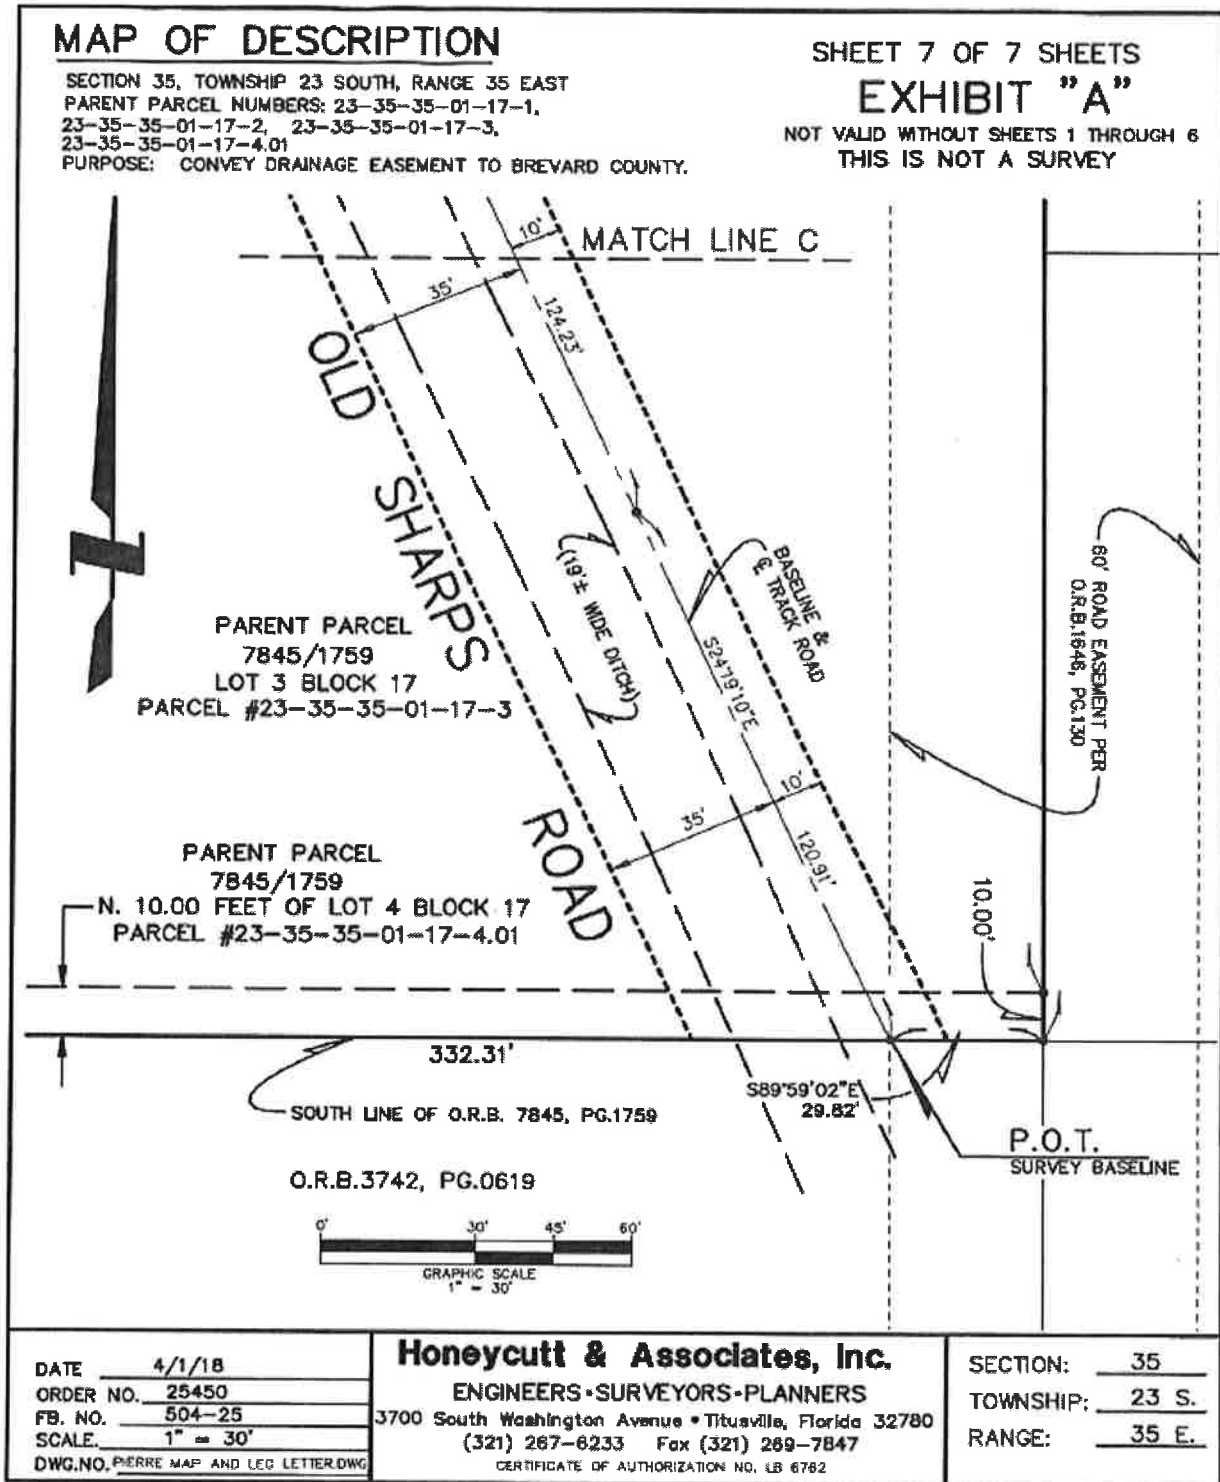 MAP OF DESCRIPTION
SECTION 35, TOWNSHIP 23 SOUTH, RANGE 35 EAST
PARENT PARCEL NUMBERS: 23-35-35-01-17-1,
23-35-35-01-17-2, 23-35-35-01-17-3,
23-35-35-01-17-4.01
PURPOSE: CONVEY DRAINAGE EASEMENT TO BREVARD COUNTY.
SHEET 7 OF 7 SHEETS
EXHIBIT "A"
NOT VALID WITHOUT SHEETS 1 THROUGH 6
THIS IS NOT A SURVEY
10'
MATCH LINE C
35'
124.23'
OLD SHARPS ROAD
(19'± WIDE DITCH)
BASELINE &
℄ TRACK ROAD
S24°19'10"E
60' ROAD EASEMENT PER
O.R.B.1646, PG.130
PARENT PARCEL
7845/1759
LOT 3 BLOCK 17
PARCEL #23-35-35-01-17-3
10'
35'
120.91'
PARENT PARCEL
7845/1759
N. 10.00 FEET OF LOT 4 BLOCK 17
PARCEL #23-35-35-01-17-4.01
10.00'
332.31'
S89°59'02"E
29.82'
SOUTH LINE OF O.R.B. 7845, PG.1759
P.O.T.
SURVEY BASELINE
O.R.B.3742, PG.0619
0' 30' 45' 60'
GRAPHIC SCALE
1" = 30'
DATE 4/1/18
ORDER NO. 25450
FB. NO. 504-25
SCALE. 1" = 30'
DWG.NO. PIERRE MAP AND LEG LETTER.DWG
Honeycutt & Associates, Inc.
ENGINEERS•SURVEYORS•PLANNERS
3700 South Washington Avenue • Titusville, Florida 32780
(321) 267-6233 Fax (321) 269-7847
CERTIFICATE OF AUTHORIZATION NO. LB 6762
SECTION: 35
TOWNSHIP: 23 S.
RANGE: 35 E.